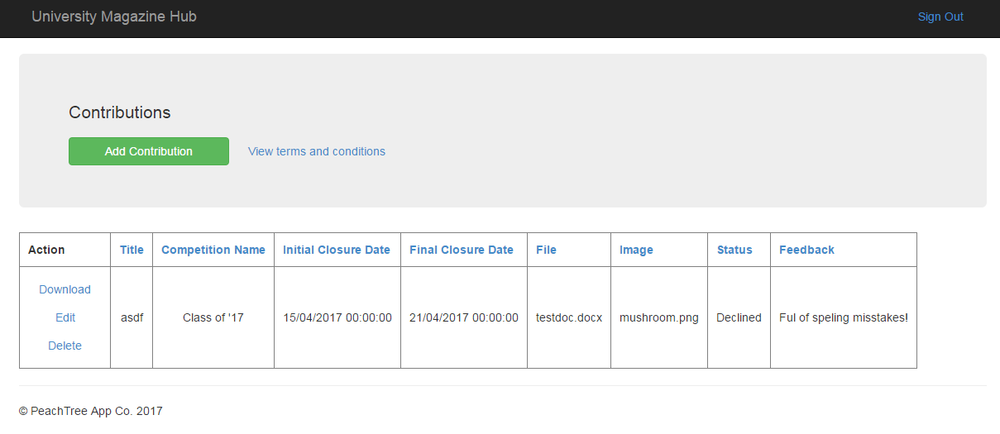 University Magazine Hub Sign Out
Contributions
Add Contribution View terms and conditions
Action Title Competition Name Initial Closure Date Final Closure Date File Image Status Feedback
Download
Edit asdf Class of '17 15/04/2017 00:00:00 21/04/2017 00:00:00 testdoc.docx mushroom.png Declined Ful of speling misstakes!
Delete
© PeachTree App Co. 2017